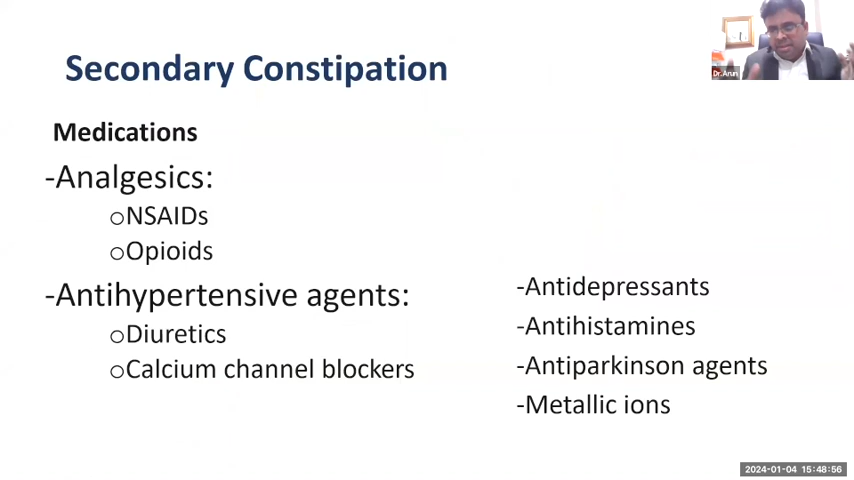 Secondary Constipation
Dr.Arun
Medications
-Analgesics:
oNSAIDs
oOpioids
-Antihypertensive agents:
oDiuretics
oCalcium channel blockers
-Antidepressants
-Antihistamines
-Antiparkinson agents
-Metallic ions
2024-01-04 15:48:56